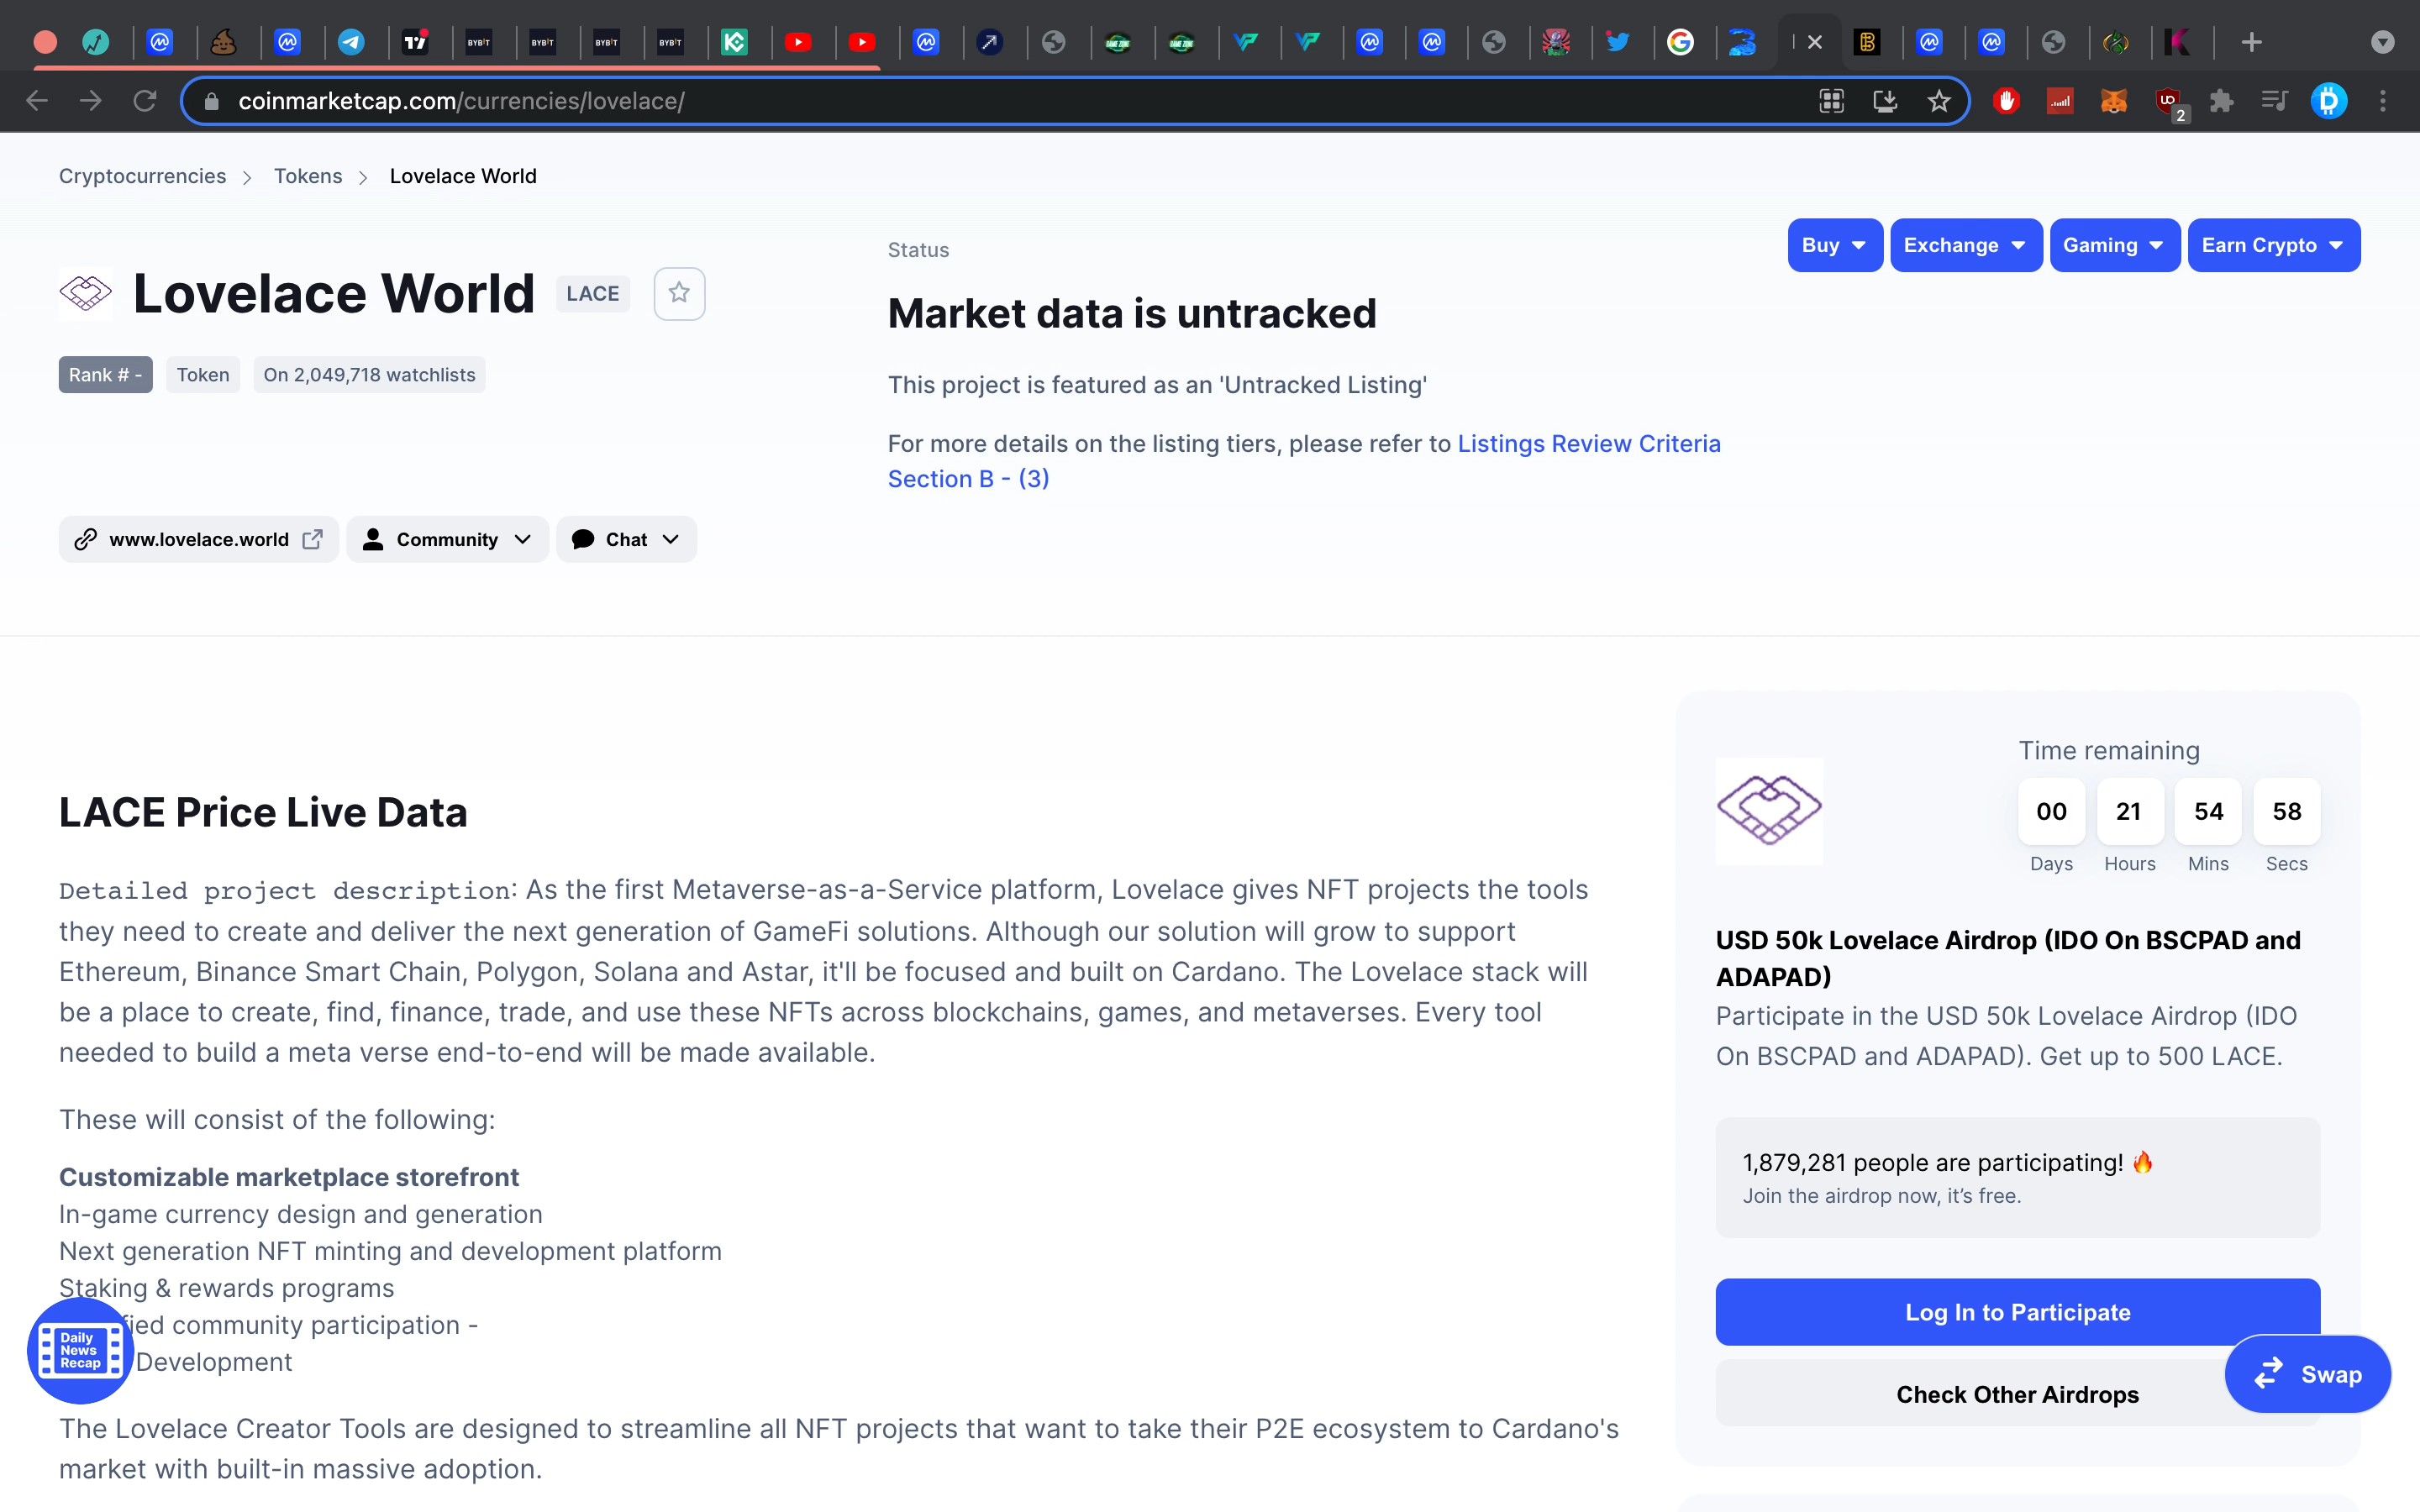 BYBIT
BYBIT
BYBIT
BYBIT
GAME ZONE
GAME ZONE
coinmarketcap.com/currencies/lovelace/
2
Cryptocurrencies > Tokens > Lovelace World
Buy
Exchange
Gaming
Earn Crypto
Lovelace World LACE
Rank # - Token On 2,049,718 watchlists
www.lovelace.world Community Chat
Status
Market data is untracked
This project is featured as an 'Untracked Listing'
For more details on the listing tiers, please refer to Listings Review Criteria
Section B - (3)
LACE Price Live Data
Detailed project description: As the first Metaverse-as-a-Service platform, Lovelace gives NFT projects the tools
they need to create and deliver the next generation of GameFi solutions. Although our solution will grow to support
Ethereum, Binance Smart Chain, Polygon, Solana and Astar, it'll be focused and built on Cardano. The Lovelace stack will
be a place to create, find, finance, trade, and use these NFTs across blockchains, games, and metaverses. Every tool
needed to build a meta verse end-to-end will be made available.
These will consist of the following:
Customizable marketplace storefront
In-game currency design and generation
Next generation NFT minting and development platform
Staking & rewards programs
community participation -
Development
Daily
News
Recap
The Lovelace Creator Tools are designed to streamline all NFT projects that want to take their P2E ecosystem to Cardano's
market with built-in massive adoption.
Time remaining
00 21 54 58
Days Hours Mins Secs
USD 50k Lovelace Airdrop (IDO On BSCPAD and
ADAPAD)
Participate in the USD 50k Lovelace Airdrop (IDO
On BSCPAD and ADAPAD). Get up to 500 LACE.
1,879,281 people are participating! 🔥
Join the airdrop now, it’s free.
Log In to Participate
Check Other Airdrops
Swap